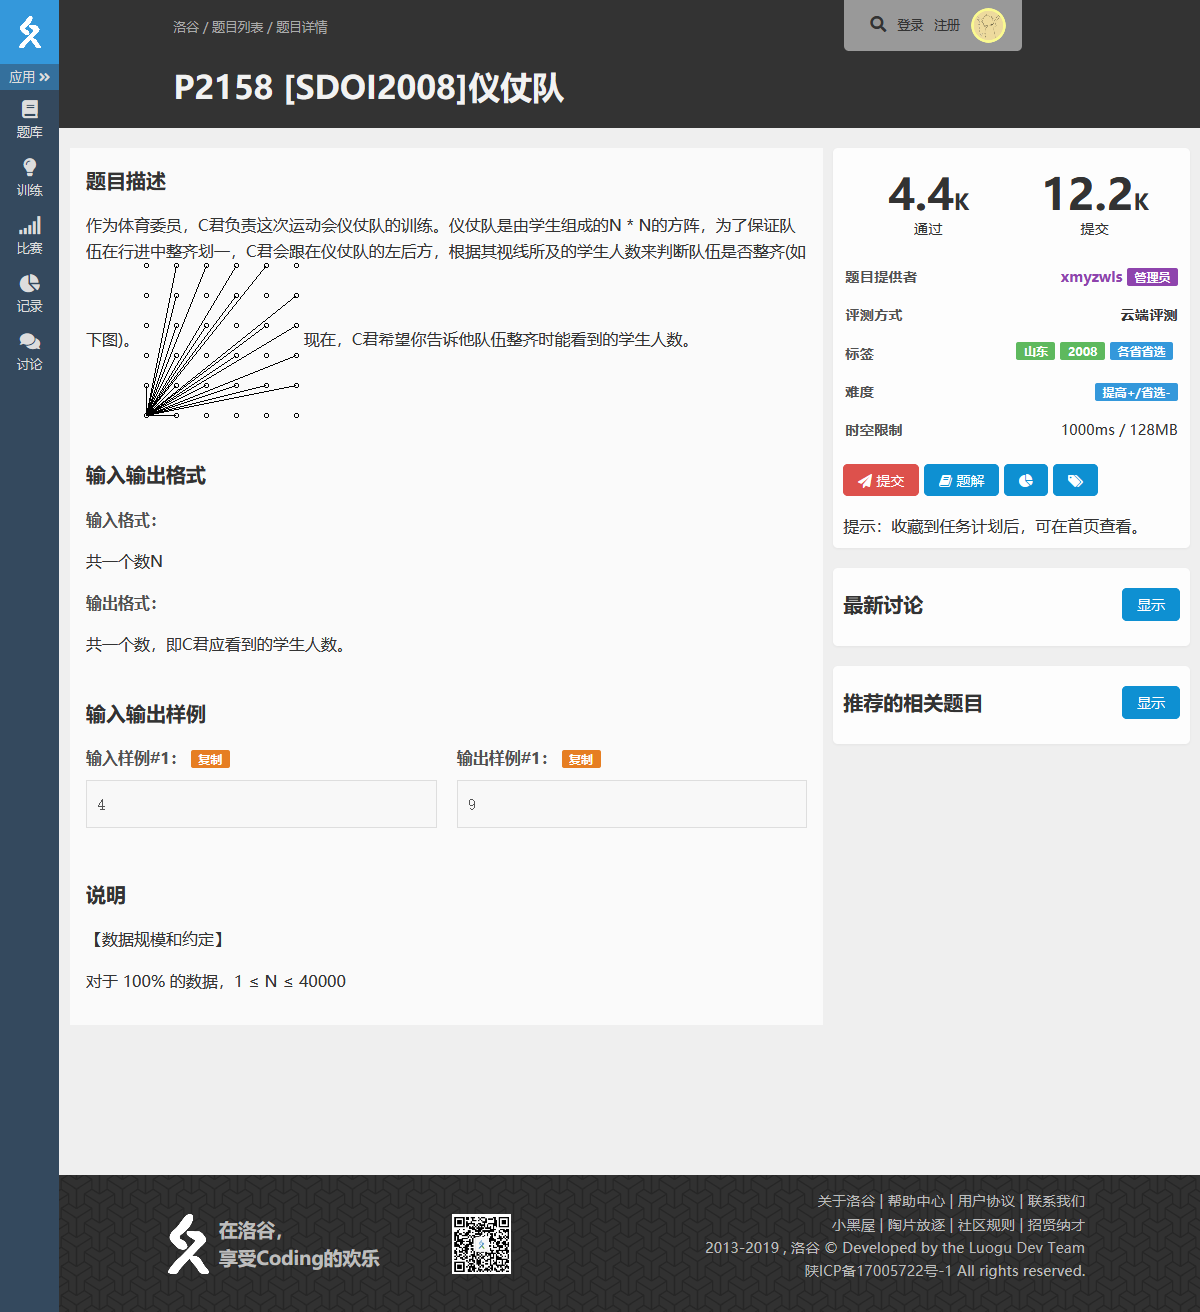 洛谷 / 题目列表 / 题目详情
登录 注册
P2158 [SDOI2008]仪仗队
应用
题库
训练
比赛
记录
讨论
题目描述
作为体育委员，C君负责这次运动会仪仗队的训练。仪仗队是由学生组成的N * N的方阵，为了保证队
伍在行进中整齐划一，C君会跟在仪仗队的左后方，根据其视线所及的学生人数来判断队伍是否整齐(如
下图)。 现在，C君希望你告诉他队伍整齐时能看到的学生人数。
输入输出格式
输入格式：
共一个数N
输出格式：
共一个数，即C君应看到的学生人数。
输入输出样例
输入样例#1： 复制
输出样例#1： 复制
4
9
说明
【数据规模和约定】
对于 100% 的数据，1 ≤ N ≤ 40000
4.4K
12.2K
通过
提交
题目提供者 xmyzwls 管理员
评测方式 云端评测
标签 山东 2008 各省省选
难度 提高+/省选-
时空限制 1000ms / 128MB
提交 题解
提示：收藏到任务计划后，可在首页查看。
最新讨论 显示
推荐的相关题目 显示
在洛谷，
享受Coding的欢乐
关于洛谷 | 帮助中心 | 用户协议 | 联系我们
小黑屋 | 陶片放逐 | 社区规则 | 招贤纳才
2013-2019 , 洛谷 © Developed by the Luogu Dev Team
陕ICP备17005722号-1 All rights reserved.